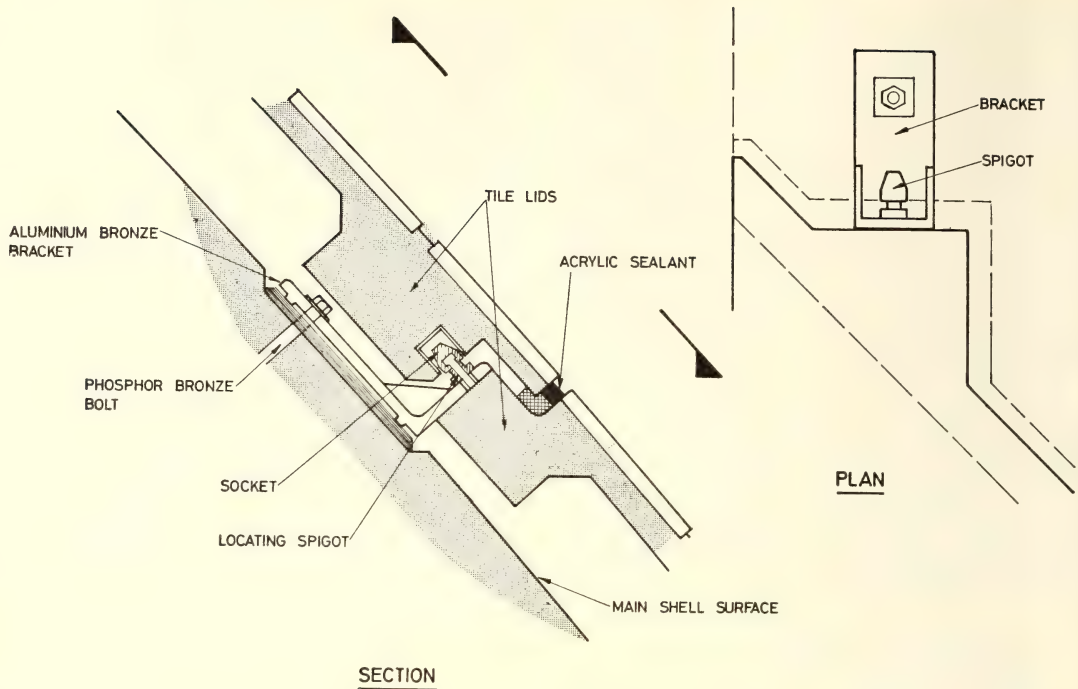 BRACKET
SPIGOT
TILE LIDS
ALUMINIUM BRONZE
BRACKET
ACRYLIC SEALANT
PHOSPHOR BRONZE
BOLT
SOCKET
PLAN
LOCATING SPIGOT
MAIN SHELL SURFACE
SECTION